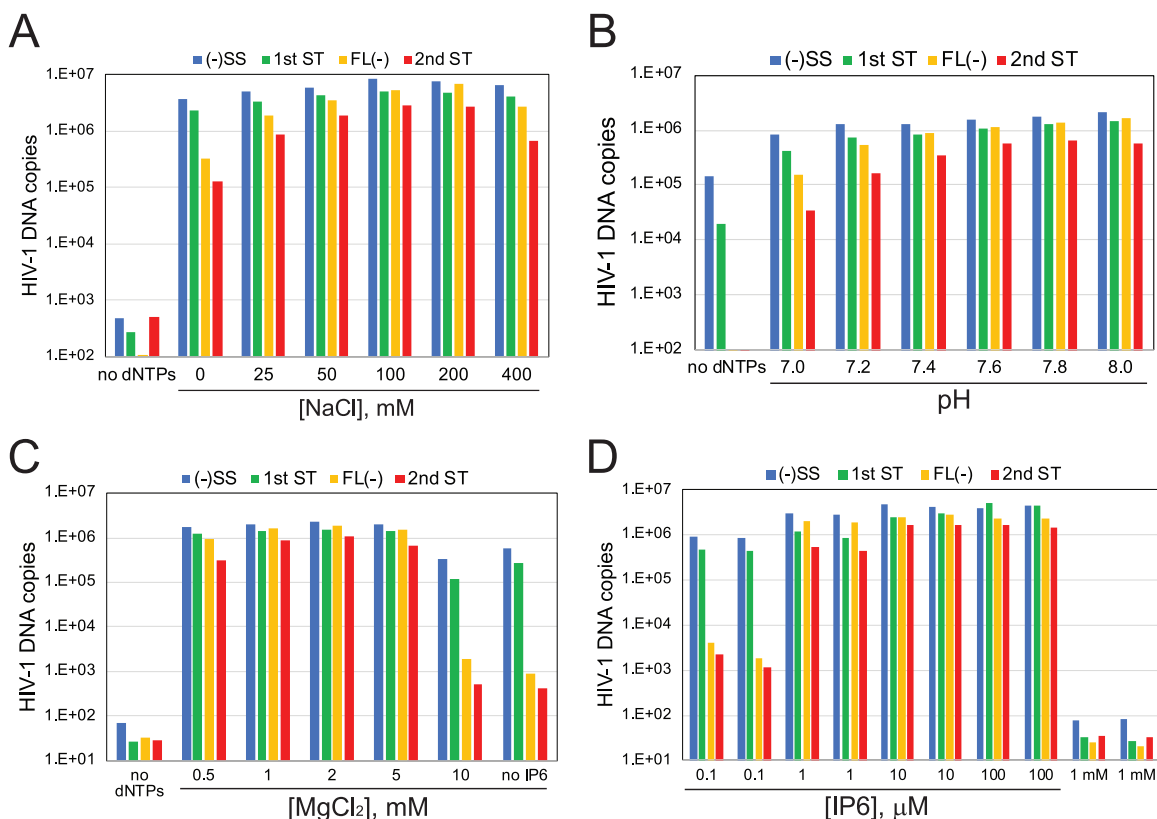 A
(-)SS 1st ST FL(-) 2nd ST
HIV-1 DNA copies
1.E+07
1.E+06
1.E+05
1.E+04
1.E+03
1.E+02
no dNTPs 0 25 50 100 200 400
[NaCl], mM
B
(-)SS 1st ST FL(-) 2nd ST
HIV-1 DNA copies
1.E+07
1.E+06
1.E+05
1.E+04
1.E+03
1.E+02
no dNTPs 7.0 7.2 7.4 7.6 7.8 8.0
pH
C
(-)SS 1st ST FL(-) 2nd ST
HIV-1 DNA copies
1.E+07
1.E+06
1.E+05
1.E+04
1.E+03
1.E+02
1.E+01
no dNTPs 0.5 1 2 5 10 no IP6
[MgCl₂], mM
D
(-)SS 1st ST FL(-) 2nd ST
HIV-1 DNA copies
1.E+07
1.E+06
1.E+05
1.E+04
1.E+03
1.E+02
1.E+01
0.1 0.1 1 1 10 10 100 100 1 mM 1 mM
[IP6], μM